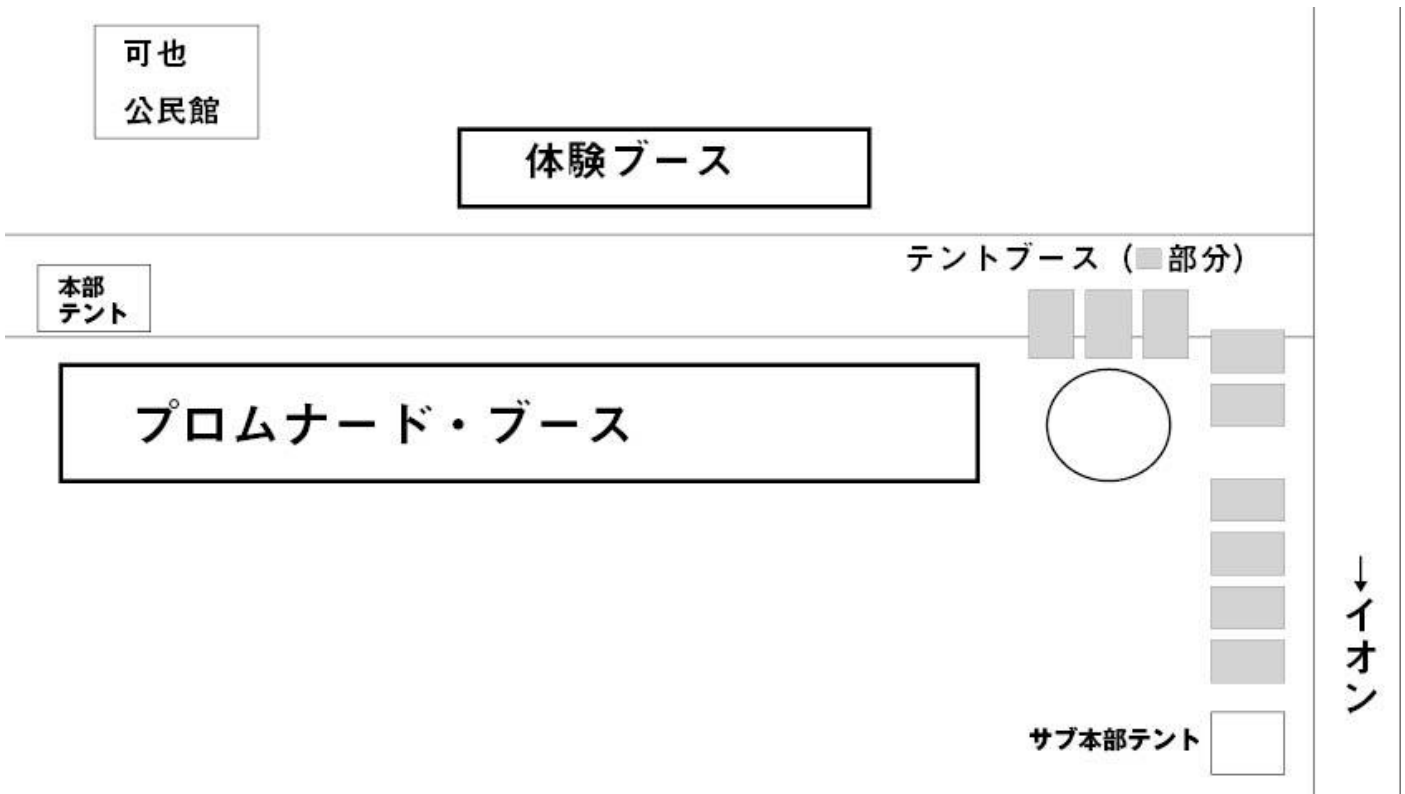 可也
公民館
体験ブース
テントブース（■部分）
本部
テント
プロムナード・ブース
→イオン
サブ本部テント